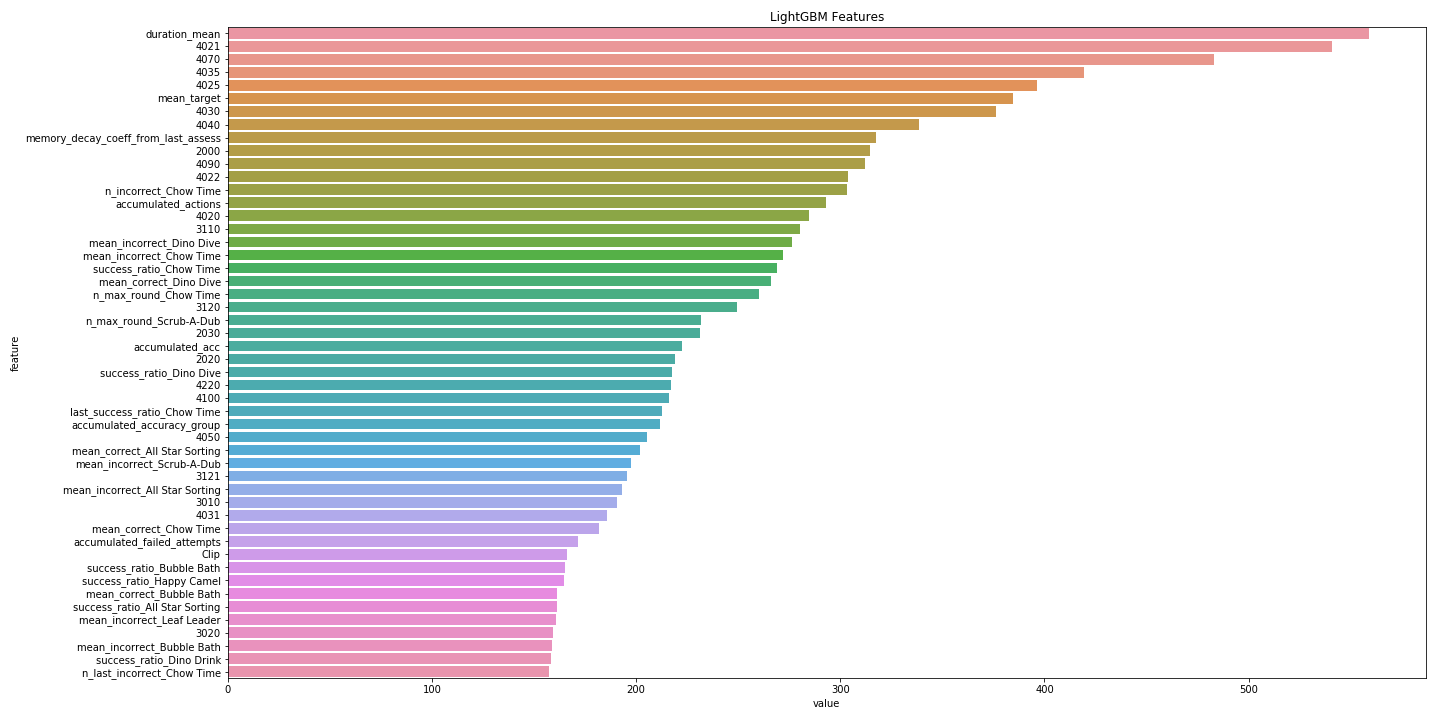 LightGBM Features
duration_mean
4021
4070
4035
4025
mean_target
4030
4040
memory_decay_coeff_from_last_assess
2000
4090
4022
n_incorrect_Chow Time
accumulated_actions
4020
3110
mean_incorrect_Dino Dive
mean_incorrect_Chow Time
success_ratio_Chow Time
mean_correct_Dino Dive
n_max_round_Chow Time
3120
n_max_round_Scrub-A-Dub
2030
accumulated_acc
2020
success_ratio_Dino Dive
4220
4100
last_success_ratio_Chow Time
accumulated_accuracy_group
4050
mean_correct_All Star Sorting
mean_incorrect_Scrub-A-Dub
3121
mean_incorrect_All Star Sorting
3010
4031
mean_correct_Chow Time
accumulated_failed_attempts
Clip
success_ratio_Bubble Bath
success_ratio_Happy Camel
mean_correct_Bubble Bath
success_ratio_All Star Sorting
mean_incorrect_Leaf Leader
3020
mean_incorrect_Bubble Bath
success_ratio_Dino Drink
n_last_incorrect_Chow Time
feature
0 100 200 300 400 500
value